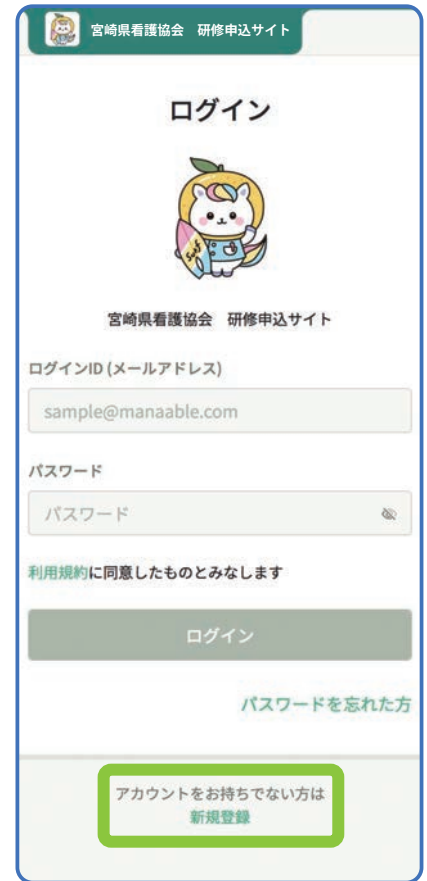 宮崎県看護協会　研修申込サイト
ログイン
Surf
宮崎県看護協会　研修申込サイト
ログインID (メールアドレス)
sample@manaable.com
パスワード
パスワード
利用規約に同意したものとみなします
ログイン
パスワードを忘れた方
アカウントをお持ちでない方は
新規登録